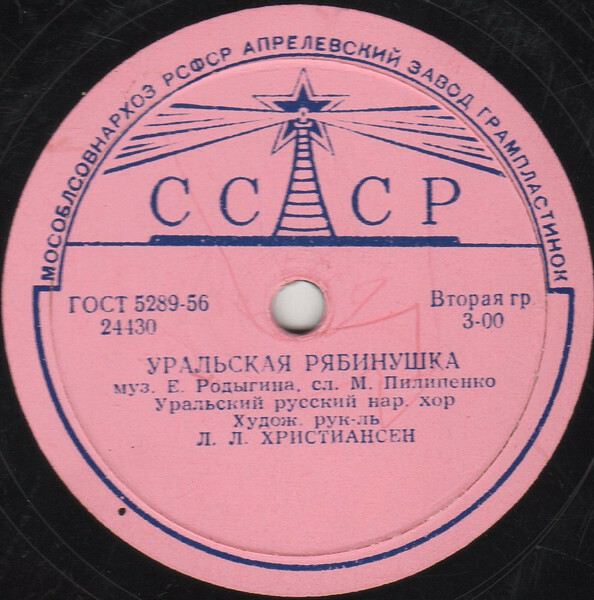 МОСОБЛСОВНАРХОЗ РСФСР АПРЕЛЕВСКИЙ ЗАВОД ГРАМПЛАСТИНОК
СССР
ГОСТ 5289-56
24430
Вторая гр
3-00
УРАЛЬСКАЯ РЯБИНУШКА
муз. Е. Родыгина, сл. М. Пилипенко
Уральский русский нар. хор
Худож. рук-ль
Л. Л. ХРИСТИАНСЕН